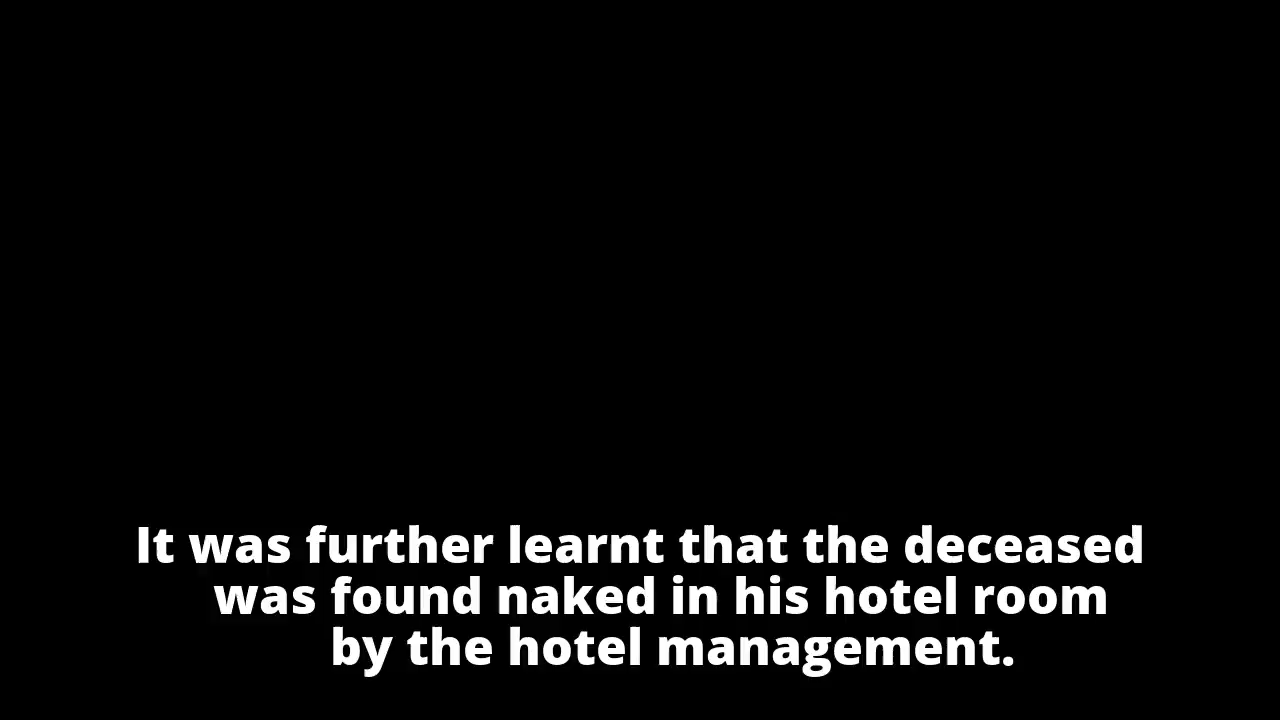 It was further learnt that the deceased
was found naked in his hotel room
by the hotel management.